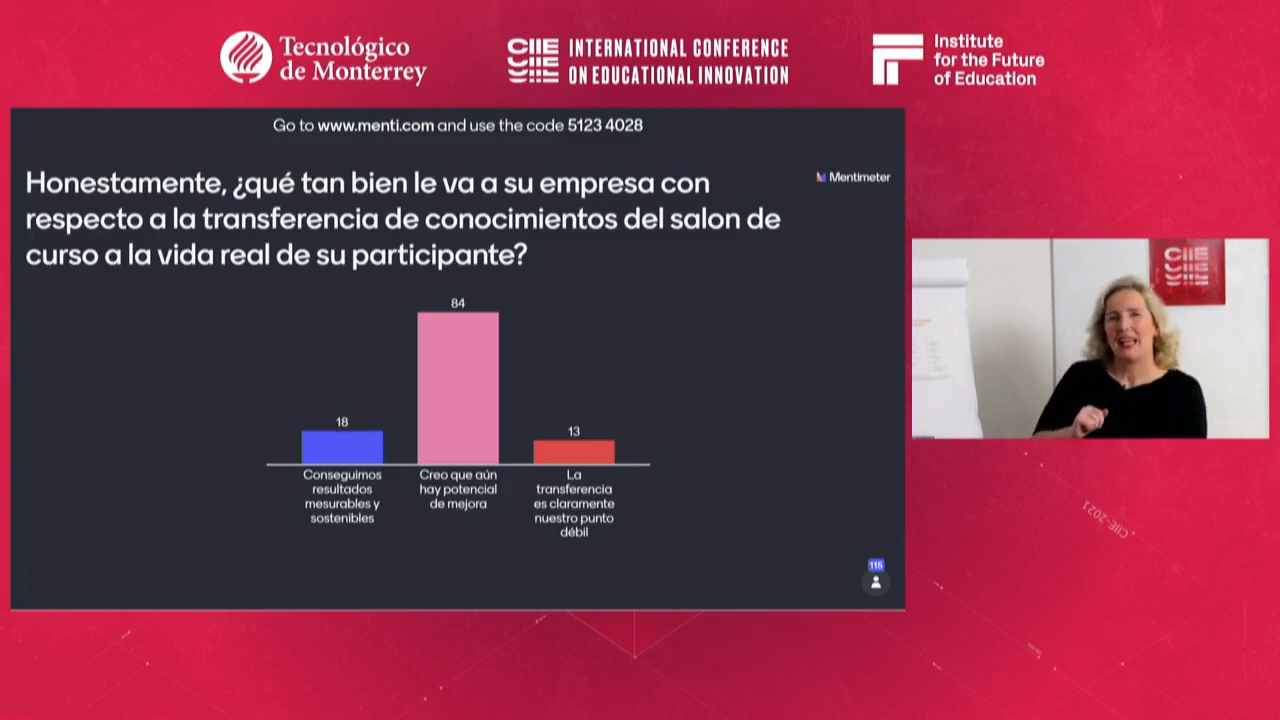 Tecnológico
de Monterrey
CIIE
INTERNATIONAL CONFERENCE
ON EDUCATIONAL INNOVATION
Institute
for the Future
of Education
Go to www.menti.com and use the code 5123 4028
Honestamente, ¿qué tan bien le va a su empresa con
respecto a la transferencia de conocimientos del salon de
curso a la vida real de su participante?
Mentimeter
84
18
13
Conseguimos
resultados
mesurables y
sostenibles
Creo que aún
hay potencial
de mejora
La
transferencia
es claramente
nuestro punto
débil
115
CIIE
CIIE-2021